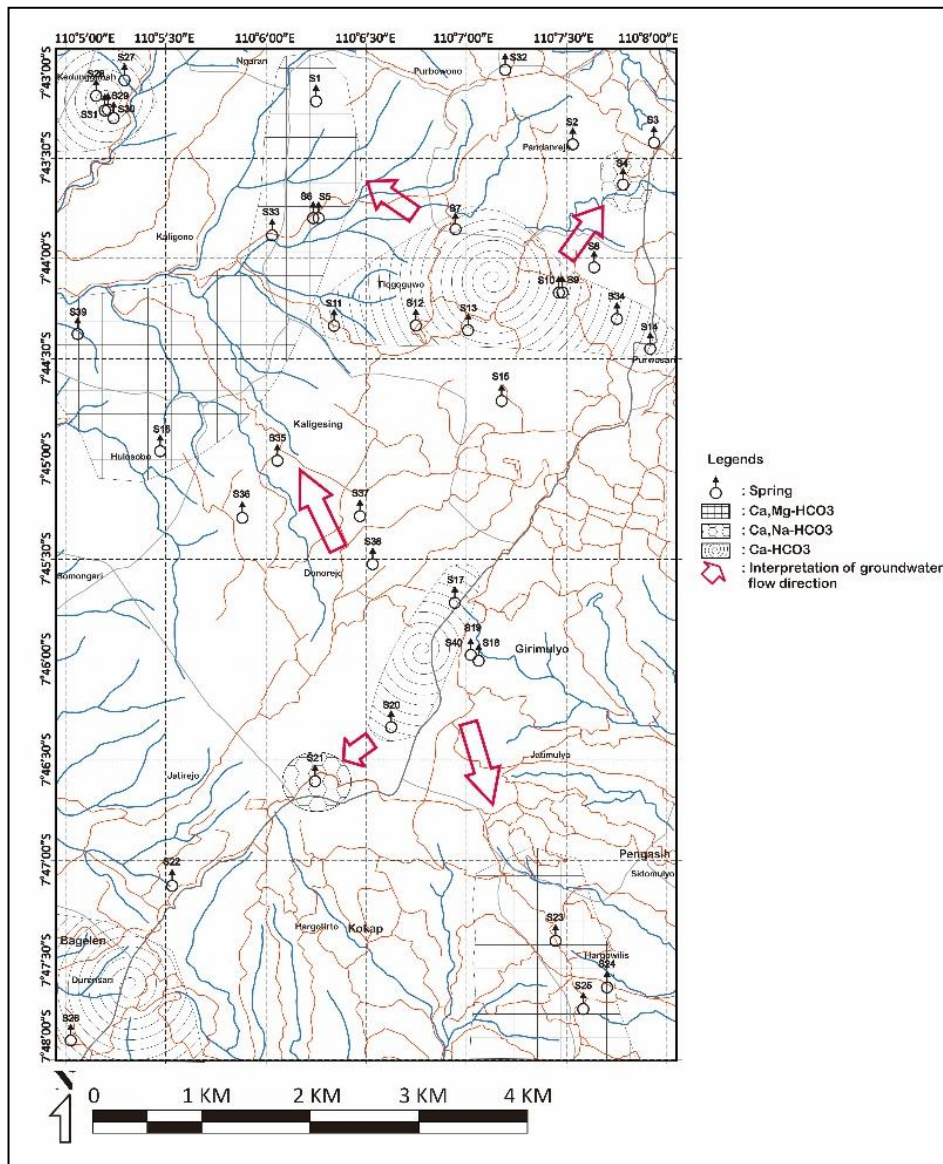 110°5'00"E 110°5'30"E 110°6'00"E 110°6'30"E 110°7'00"E 110°7'30"E 110°8'00"E
7°43'00"S
7°43'30"S
7°44'00"S
7°44'30"S
7°45'00"S
7°45'30"S
7°46'00"S
7°46'30"S
7°47'00"S
7°47'30"S
7°48'00"S
Ngaran
Purbowono
S32
S27
S28
S29
S30
S31
S1
S2
S3
Pandanrejo
S4
S6 S5
S33
S7
Kaligono
S8
S10 S9
Tlogoguwo
S11
S12
S13
S34
S14
S39
Purwosari
S15
Kaligesing
S16
Hulosobo
S35
S36
S37
S38
Donorejo
Somongari
S17
S19
S40 S18
Girimulyo
S20
S21
Jatimulyo
Jatirejo
S22
Pengasih
Sidomulyo
S23
Hargotirto
Kokap
Bagelen
Hargowilis
S24
S25
Durensari
S26
Legends
: Spring
: Ca,Mg-HCO3
: Ca,Na-HCO3
: Ca-HCO3
: Interpretation of groundwater
flow direction
0 1 KM 2 KM 3 KM 4 KM